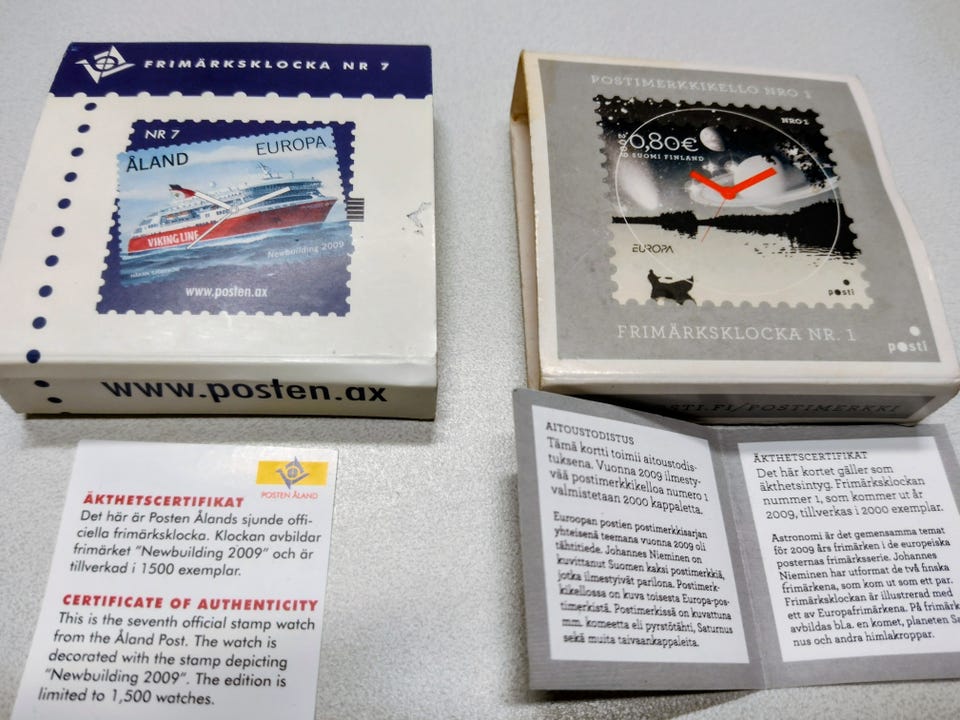 FRIMÄRKSKLOCKA NR 7
NR 7
ÅLAND
EUROPA
VIKING LINE
Newbuilding 2009
www.posten.ax
www.posten.ax
POSTIMERKKIKELLO NRO 1
NRO 1
0,80€
SUOMI FINLAND
EUROPA
posti
FRIMÄRKSKLOCKA NR. 1
posti
POSTEN ÅLAND
ÄKTHETSCERTIFIKAT
Det här är Posten Ålands sjunde offi-
ciella frimärksklocka. Klockan avbildar
frimärket "Newbuilding 2009" och är
tillverkad i 1500 exemplar.
CERTIFICATE OF AUTHENTICITY
This is the seventh official stamp watch
from the Åland Post. The watch is
decorated with the stamp depicting
"Newbuilding 2009". The edition is
limited to 1,500 watches.
AITOUSTODISTUS
Tämä kortti toimii aitoustodis-
tuksena. Vuonna 2009 ilmesty-
vää postimerkkikelloa numero 1
valmistetaan 2000 kappaletta.
Euroopan postien postimerkkisarjan
yhteisenä teemana vuonna 2009 oli
tähtitiede. Johannes Nieminen on
kuvittanut Suomen kaksi postimerkkiä,
jotka ilmestyivät parilona. Postimerk-
kikellossa on kuva toisesta Europa-pos-
timerkistä. Postimerkissä on kuvattuna
mm. komeetta eli pyrstötähti, Saturnus
sekä muita taivaankappaleita.
ÄKTHETSCERTIFIKAT
Det här kortet gäller som
äkthetsintyg. Frimärksklockan
nummer 1, som kommer ut år
2009, tillverkas i 2000 exemplar.
Astronomi är det gemensamma temat
för 2009 års frimärken i de europeiska
posternas frimärksserie. Johannes
Nieminen har utformat de två finska
frimärkena, som kom ut som ett par.
Frimärksklockan är illustrerad med
ett av Europafrimärkena. På frimärk
avbildas bl.a. en komet, planeten Sa
nus och andra himlakroppar.